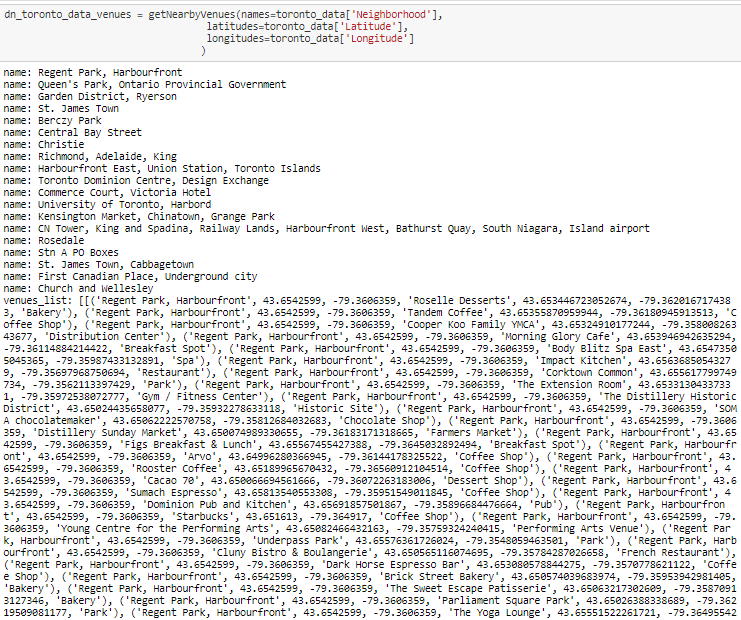 dn_toronto_data_venues = getNearbyVenues(names=toronto_data['Neighborhood'],
latitudes=toronto_data['Latitude'],
longitudes=toronto_data['Longitude']
)
name: Regent Park, Harbourfront
name: Queen's Park, Ontario Provincial Government
name: Garden District, Ryerson
name: St. James Town
name: Berczy Park
name: Central Bay Street
name: Christie
name: Richmond, Adelaide, King
name: Harbourfront East, Union Station, Toronto Islands
name: Toronto Dominion Centre, Design Exchange
name: Commerce Court, Victoria Hotel
name: University of Toronto, Harbord
name: Kensington Market, Chinatown, Grange Park
name: CN Tower, King and Spadina, Railway Lands, Harbourfront West, Bathurst Quay, South Niagara, Island airport
name: Rosedale
name: Stn A PO Boxes
name: St. James Town, Cabbagetown
name: First Canadian Place, Underground city
name: Church and Wellesley
venues_list: [[('Regent Park, Harbourfront', 43.6542599, -79.3606359, 'Roselle Desserts', 43.653446723052674, -79.362016717438
3, 'Bakery'), ('Regent Park, Harbourfront', 43.6542599, -79.3606359, 'Tandem Coffee', 43.65355870959944, -79.36180945913513, 'C
offee Shop'), ('Regent Park, Harbourfront', 43.6542599, -79.3606359, 'Cooper Koo Family YMCA', 43.65324910177244, -79.358008263
43677, 'Distribution Center'), ('Regent Park, Harbourfront', 43.6542599, -79.3606359, 'Morning Glory Cafe', 43.653946942635294,
-79.36114884214422, 'Breakfast Spot'), ('Regent Park, Harbourfront', 43.6542599, -79.3606359, 'Body Blitz Spa East', 43.6547350
5045365, -79.35987433132891, 'Spa'), ('Regent Park, Harbourfront', 43.6542599, -79.3606359, 'Impact Kitchen', 43.6563685054327
9, -79.35697968750694, 'Restaurant'), ('Regent Park, Harbourfront', 43.6542599, -79.3606359, 'Corktown Common', 43.655617799749
734, -79.3562113397429, 'Park'), ('Regent Park, Harbourfront', 43.6542599, -79.3606359, 'The Extension Room', 43.6533130433733
1, -79.35972538072777, 'Gym / Fitness Center'), ('Regent Park, Harbourfront', 43.6542599, -79.3606359, 'The Distillery Historic
District', 43.65024435658077, -79.35932278633118, 'Historic Site'), ('Regent Park, Harbourfront', 43.6542599, -79.3606359, 'SOM
A chocolatemaker', 43.65062222570758, -79.35812684032683, 'Chocolate Shop'), ('Regent Park, Harbourfront', 43.6542599, -79.3606
359, 'Distillery Sunday Market', 43.650074989330655, -79.36183171318665, 'Farmers Market'), ('Regent Park, Harbourfront', 43.65
42599, -79.3606359, 'Figs Breakfast & Lunch', 43.65567455427388, -79.3645032892494, 'Breakfast Spot'), ('Regent Park, Harbourfr
ont', 43.6542599, -79.3606359, 'Arvo', 43.64996280366945, -79.36144178325522, 'Coffee Shop'), ('Regent Park, Harbourfront', 43.
6542599, -79.3606359, 'Rooster Coffee', 43.65189965670432, -79.36560912104514, 'Coffee Shop'), ('Regent Park, Harbourfront', 4
3.6542599, -79.3606359, 'Cacao 70', 43.650066694561666, -79.36072263183006, 'Dessert Shop'), ('Regent Park, Harbourfront', 43.6
542599, -79.3606359, 'Sumach Espresso', 43.65813540553308, -79.35951549011845, 'Coffee Shop'), ('Regent Park, Harbourfront', 4
3.6542599, -79.3606359, 'Dominion Pub and Kitchen', 43.65691857501867, -79.35896684476664, 'Pub'), ('Regent Park, Harbourfron
t', 43.6542599, -79.3606359, 'Starbucks', 43.651613, -79.364917, 'Coffee Shop'), ('Regent Park, Harbourfront', 43.6542599, -79.
3606359, 'Young Centre for the Performing Arts', 43.65082466432163, -79.35759324240415, 'Performing Arts Venue'), ('Regent Par
k, Harbourfront', 43.6542599, -79.3606359, 'Underpass Park', 43.65576361726024, -79.3548059463501, 'Park'), ('Regent Park, Harb
ourfront', 43.6542599, -79.3606359, 'Cluny Bistro & Boulangerie', 43.650565116074695, -79.35784287026658, 'French Restaurant'),
('Regent Park, Harbourfront', 43.6542599, -79.3606359, 'Dark Horse Espresso Bar', 43.653080578844275, -79.3570778621122, 'Coffe
e Shop'), ('Regent Park, Harbourfront', 43.6542599, -79.3606359, 'Brick Street Bakery', 43.650574039683974, -79.35953942981405,
'Bakery'), ('Regent Park, Harbourfront', 43.6542599, -79.3606359, 'The Sweet Escape Patisserie', 43.65063217302609, -79.3587091
3127346, 'Bakery'), ('Regent Park, Harbourfront', 43.6542599, -79.3606359, 'Parliament Square Park', 43.65026388338689, -79.362
19509081177, 'Park'), ('Regent Park, Harbourfront', 43.6542599, -79.3606359, 'The Yoga Lounge', 43.65551522261721, -79.36495542